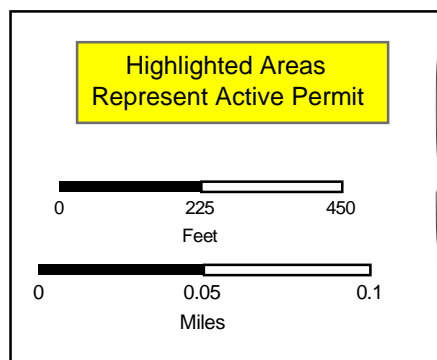 Highlighted Areas
Represent Active Permit
0 225 450
Feet
0 0.05 0.1
Miles